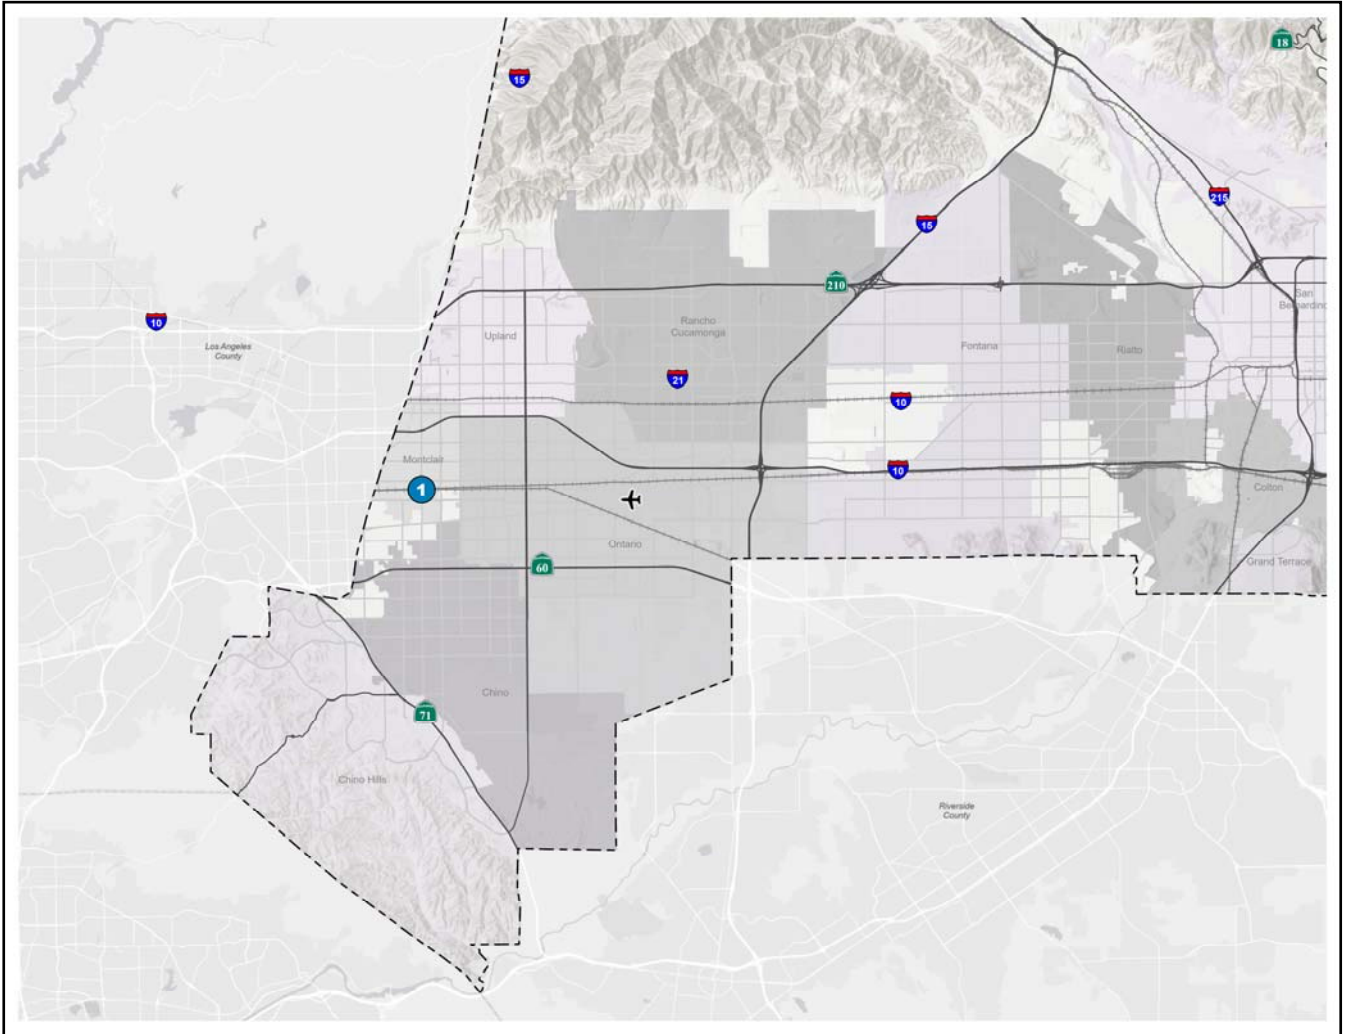 18
15
215
15
210
San
Bernardino
10
Rancho
Cucamonga
Upland
Los Angeles
County
Fontana
Rialto
21
10
Montclair
10
1
Colton
Ontario
60
Grand Terrace
Chino
71
Chino Hills
Riverside
County